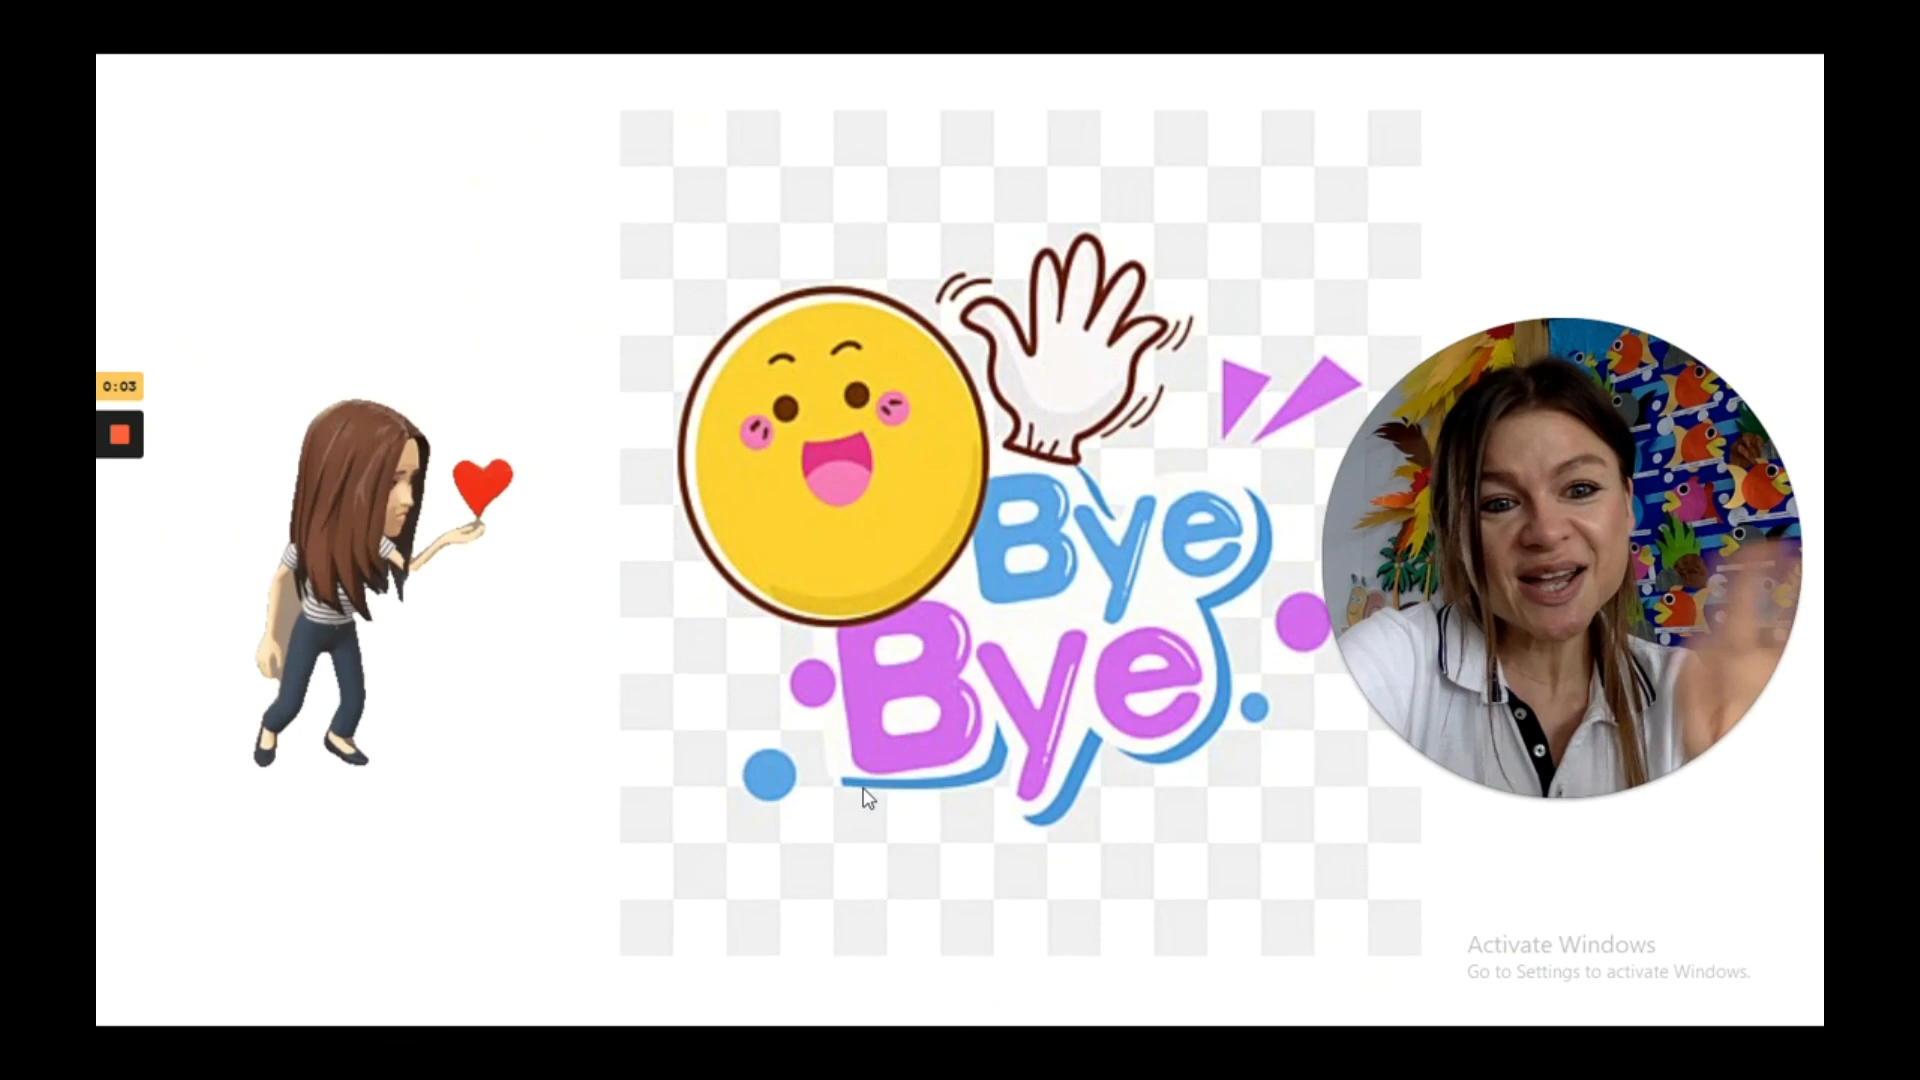 0:03
Bye
Bye
Activate Windows
Go to Settings to activate Windows.